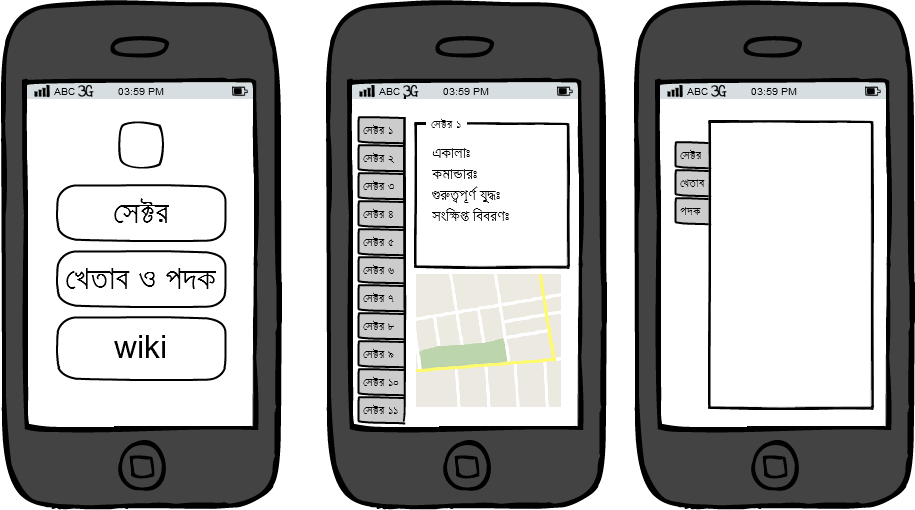 ABC 3G 03:59 PM
সেক্টর
খেতাব ও পদক
wiki
ABC 3G 03:59 PM
সেক্টর ১
সেক্টর ২
সেক্টর ৩
সেক্টর ৪
সেক্টর ৫
সেক্টর ৬
সেক্টর ৭
সেক্টর ৮
সেক্টর ৯
সেক্টর ১০
সেক্টর ১১
সেক্টর ১
একালাঃ
কমান্ডারঃ
গুরুত্বপূর্ণ যুদ্ধঃ
সংক্ষিপ্ত বিবরণঃ
ABC 3G 03:59 PM
সেক্টর
খেতাব
পদক